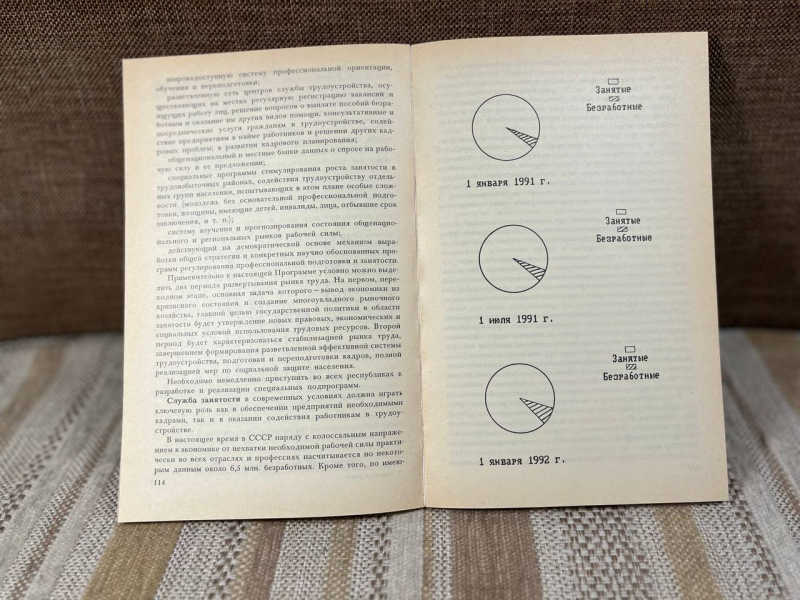 широкодоступную систему профессиональной ориентации,
обучения и переподготовки;
разветвленную сеть центров службы трудоустройства, осу-
ществляющих на местах регулярную регистрацию вакансий и
ищущих работу лиц, решение вопросов о выплате пособий безра-
ботным и оказание им других видов помощи, консультативные и
посреднические услуги гражданам в трудоустройстве, содей-
ствие предприятиям в найме работников и решении других кад-
ровых проблем, в развитии кадрового планирования;
общенациональный и местные банки данных о спросе на рабо-
чую силу и ее предложении;
специальные программы стимулирования роста занятости в
трудоизбыточных районах, содействия трудоустройству отдель-
ных групп населения, испытывающих в этом плане особые слож-
ности (молодежь без основательной профессиональной подго-
товки, женщины, имеющие детей, инвалиды, лица, отбывшие срок
заключения, и т. п.);
систему изучения и прогнозирования состояния общенацио-
нального и региональных рынков рабочей силы;
действующий на демократической основе механизм выра-
ботки общей стратегии и конкретных научно обоснованных про-
грамм регулирования профессиональной подготовки и занятости.
Применительно к настоящей Программе условно можно выде-
лить два периода развертывания рынка труда. На первом, пере-
ходном этапе, основная задача которого – вывод экономики из
кризисного состояния и создание многоукладного рыночного
хозяйства, главной целью государственной политики в области
занятости будет утверждение новых правовых, экономических и
социальных условий использования трудовых ресурсов. Второй
период будет характеризоваться стабилизацией рынка труда,
завершением формирования разветвленной эффективной системы
трудоустройства, подготовки и переподготовки кадров, полной
реализацией мер по социальной защите населения.
Необходимо немедленно приступить во всех республиках к
разработке и реализации специальных подпрограмм.
Служба занятости в современных условиях должна играть
ключевую роль как в обеспечении предприятий необходимыми
кадрами, так и в оказании содействия работникам в трудоу-
стройстве.
В настоящее время в СССР наряду с колоссальным напряже-
нием в экономике от нехватки необходимой рабочей силы практи-
чески во всех отраслях и профессиях насчитывается по некото-
рым данным около 6,5 млн. безработных. Кроме того, по имею-
114
Занятые
Безработные
1 января 1991 г.
Занятые
Безработные
1 июля 1991 г.
Занятые
Безработные
1 января 1992 г.